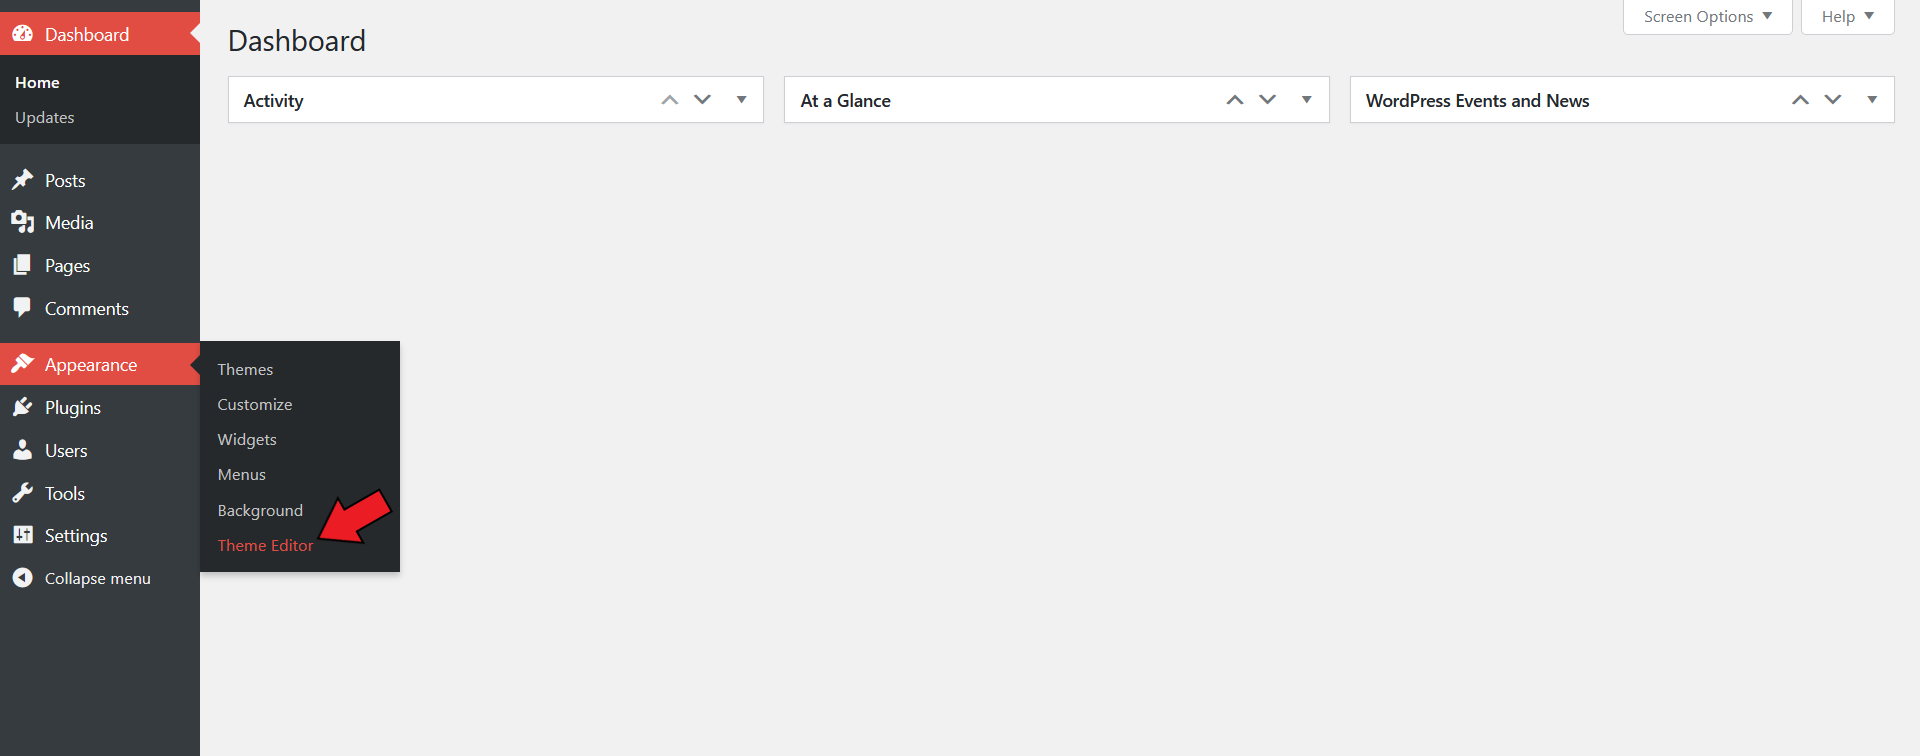 Dashboard
Home
Updates
Posts
Media
Pages
Comments
Appearance
Plugins
Users
Tools
Settings
Collapse menu
Themes
Customize
Widgets
Menus
Background
Theme Editor
Screen Options
Help
Dashboard
Activity
At a Glance
WordPress Events and News